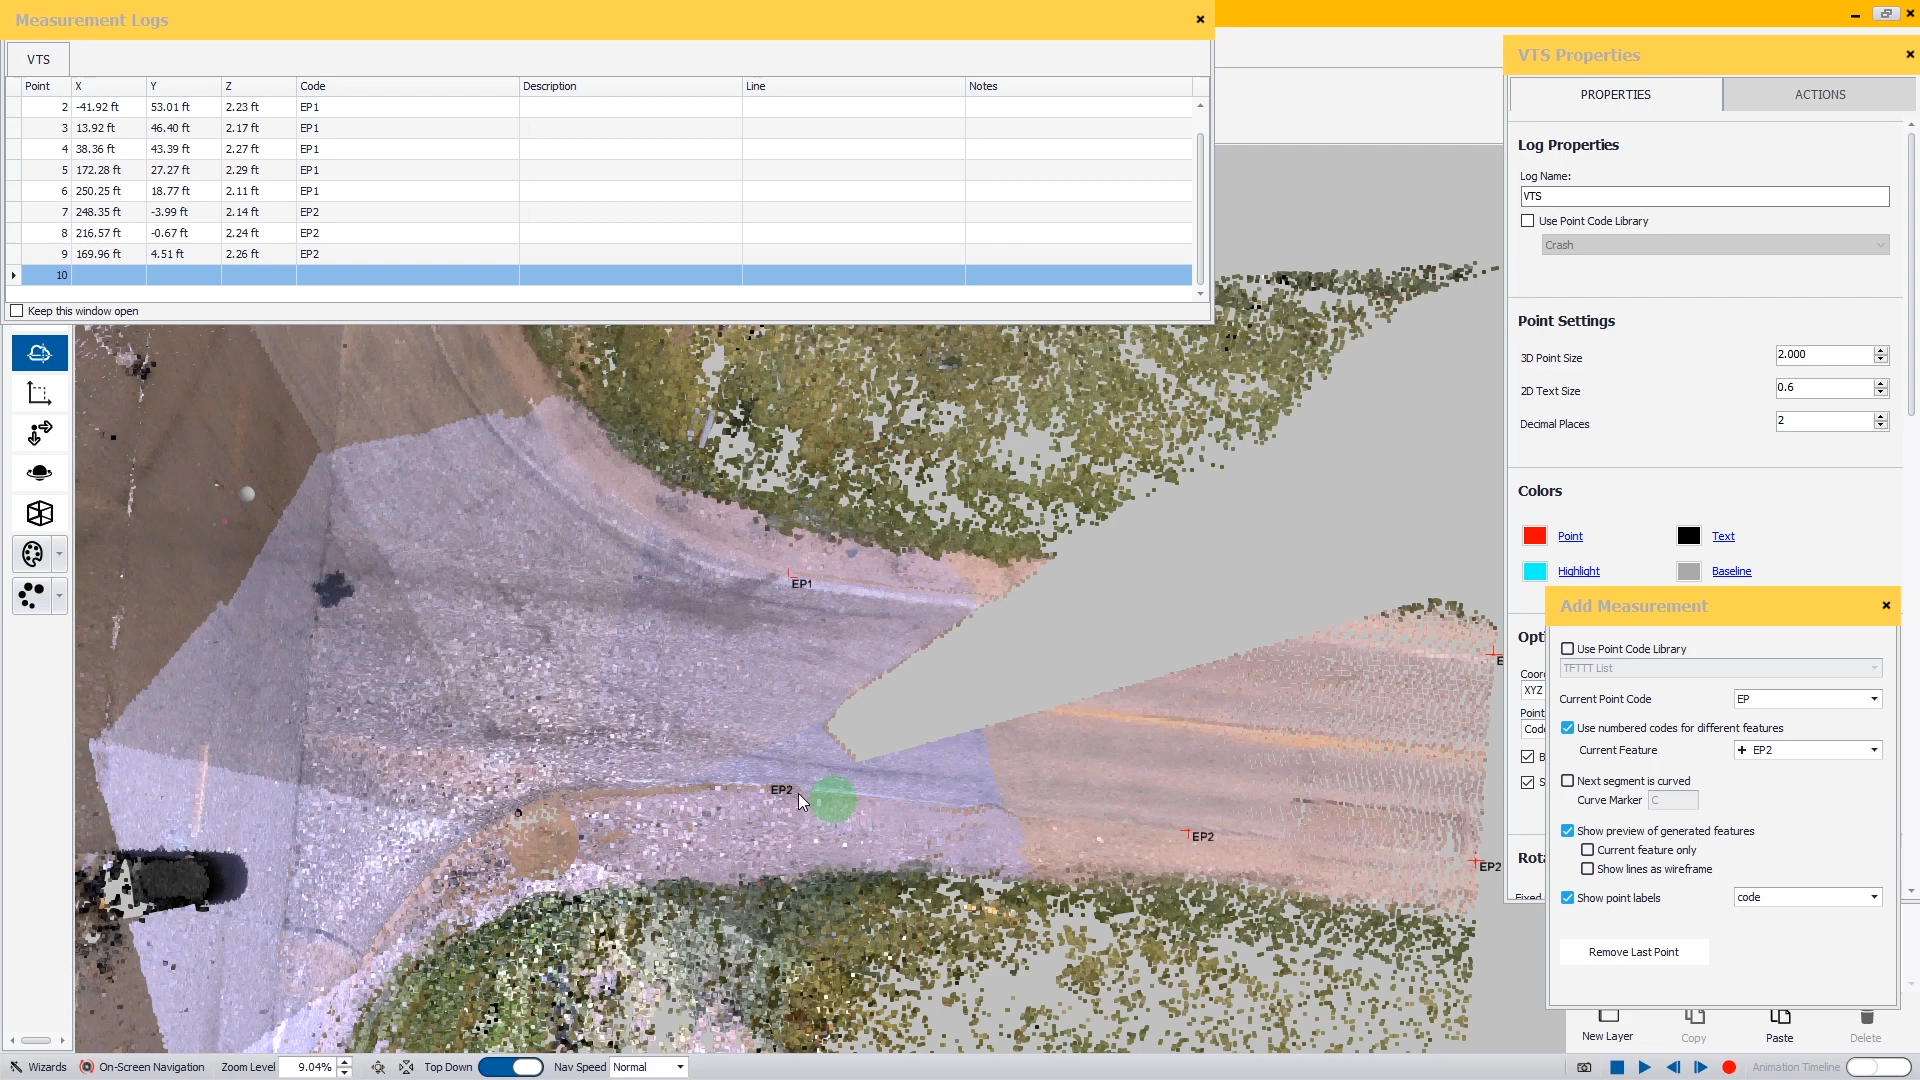 Measurement Logs
VTS
Point X Y Z Code Description Line Notes
2 -41.92 ft 53.01 ft 2.23 ft EP1
3 13.92 ft 46.40 ft 2.17 ft EP1
4 38.36 ft 43.39 ft 2.27 ft EP1
5 172.28 ft 27.27 ft 2.29 ft EP1
6 250.25 ft 18.77 ft 2.11 ft EP1
7 248.35 ft -3.99 ft 2.14 ft EP2
8 216.57 ft -0.67 ft 2.24 ft EP2
9 169.96 ft 4.51 ft 2.26 ft EP2
10
Keep this window open
EP1
EP2
EP2
EP2
VTS Properties
PROPERTIES ACTIONS
Log Properties
Log Name:
VTS
Use Point Code Library
Crash
Point Settings
3D Point Size 2.000
2D Text Size 0.6
Decimal Places 2
Colors
Point Text
Highlight Baseline
Opti
Coor
XYZ
Point
Code
B
S
Rota
Fixed
Add Measurement
Use Point Code Library
TFTTT List
Current Point Code EP
Use numbered codes for different features
Current Feature + EP2
Next segment is curved
Curve Marker C
Show preview of generated features
Current feature only
Show lines as wireframe
Show point labels code
Remove Last Point
New Layer Copy Paste Delete
Wizards On-Screen Navigation Zoom Level 9.04% Top Down Nav Speed Normal Animation Timeline